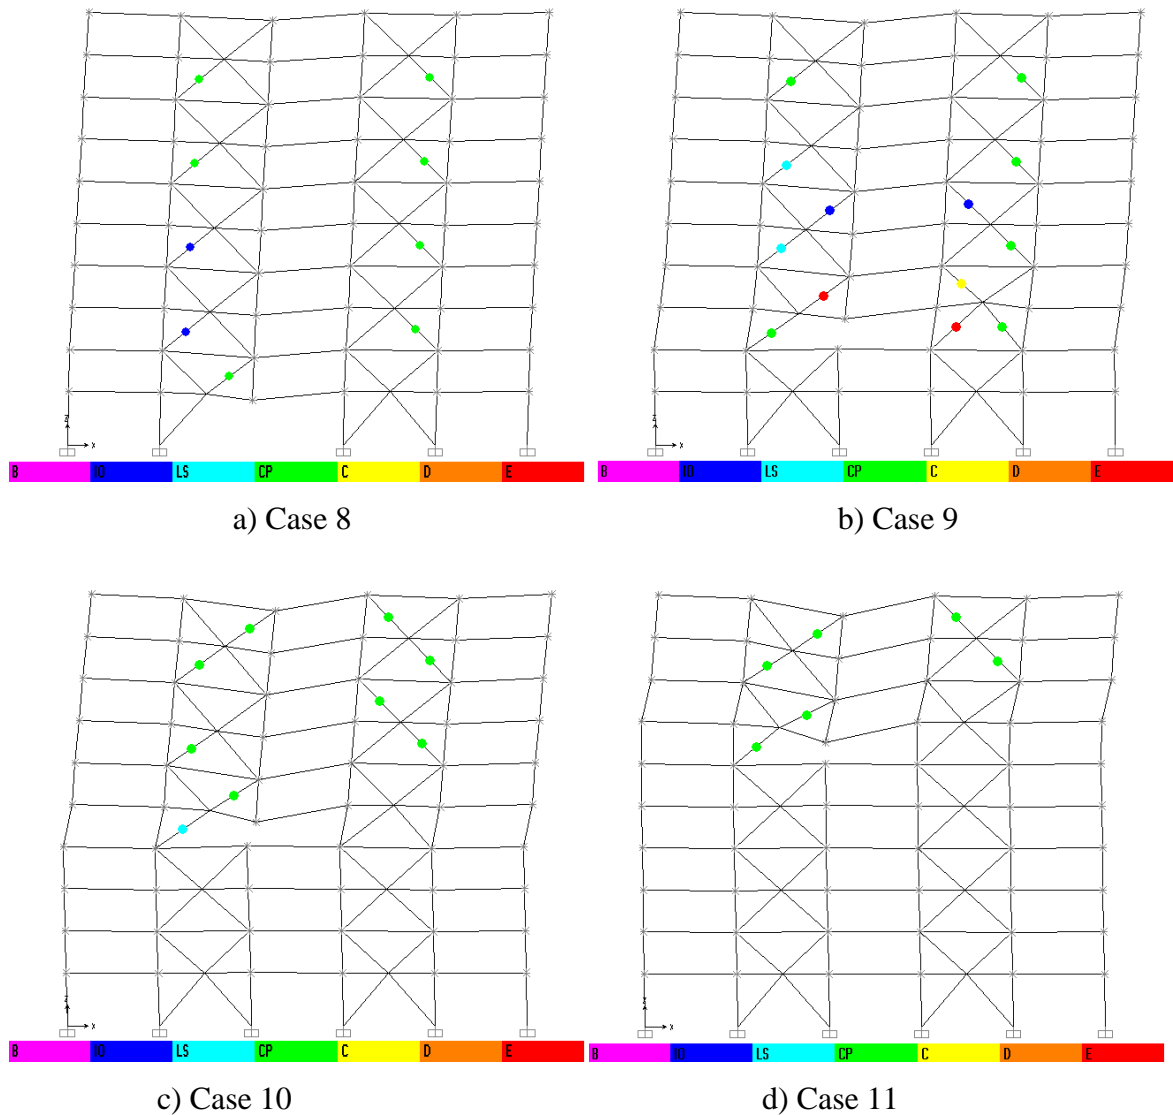 Z
X
Z
X
B IO LS CP C D E
B IO LS CP C D E
a) Case 8
b) Case 9
Z
X
Z
X
B IO LS CP C D E
B IO LS CP C D E
c) Case 10
d) Case 11